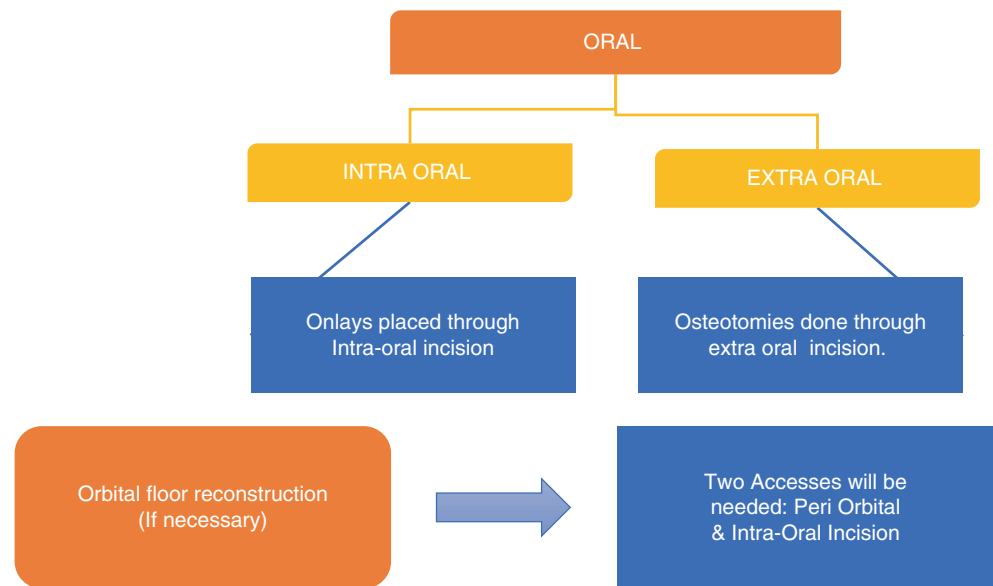 ORAL
INTRA ORAL
EXTRA ORAL
Onlays placed through
Intra-oral incision
Osteotomies done through
extra oral incision.
Orbital floor reconstruction
(If necessary)
Two Accesses will be
needed: Peri Orbital
& Intra-Oral Incision